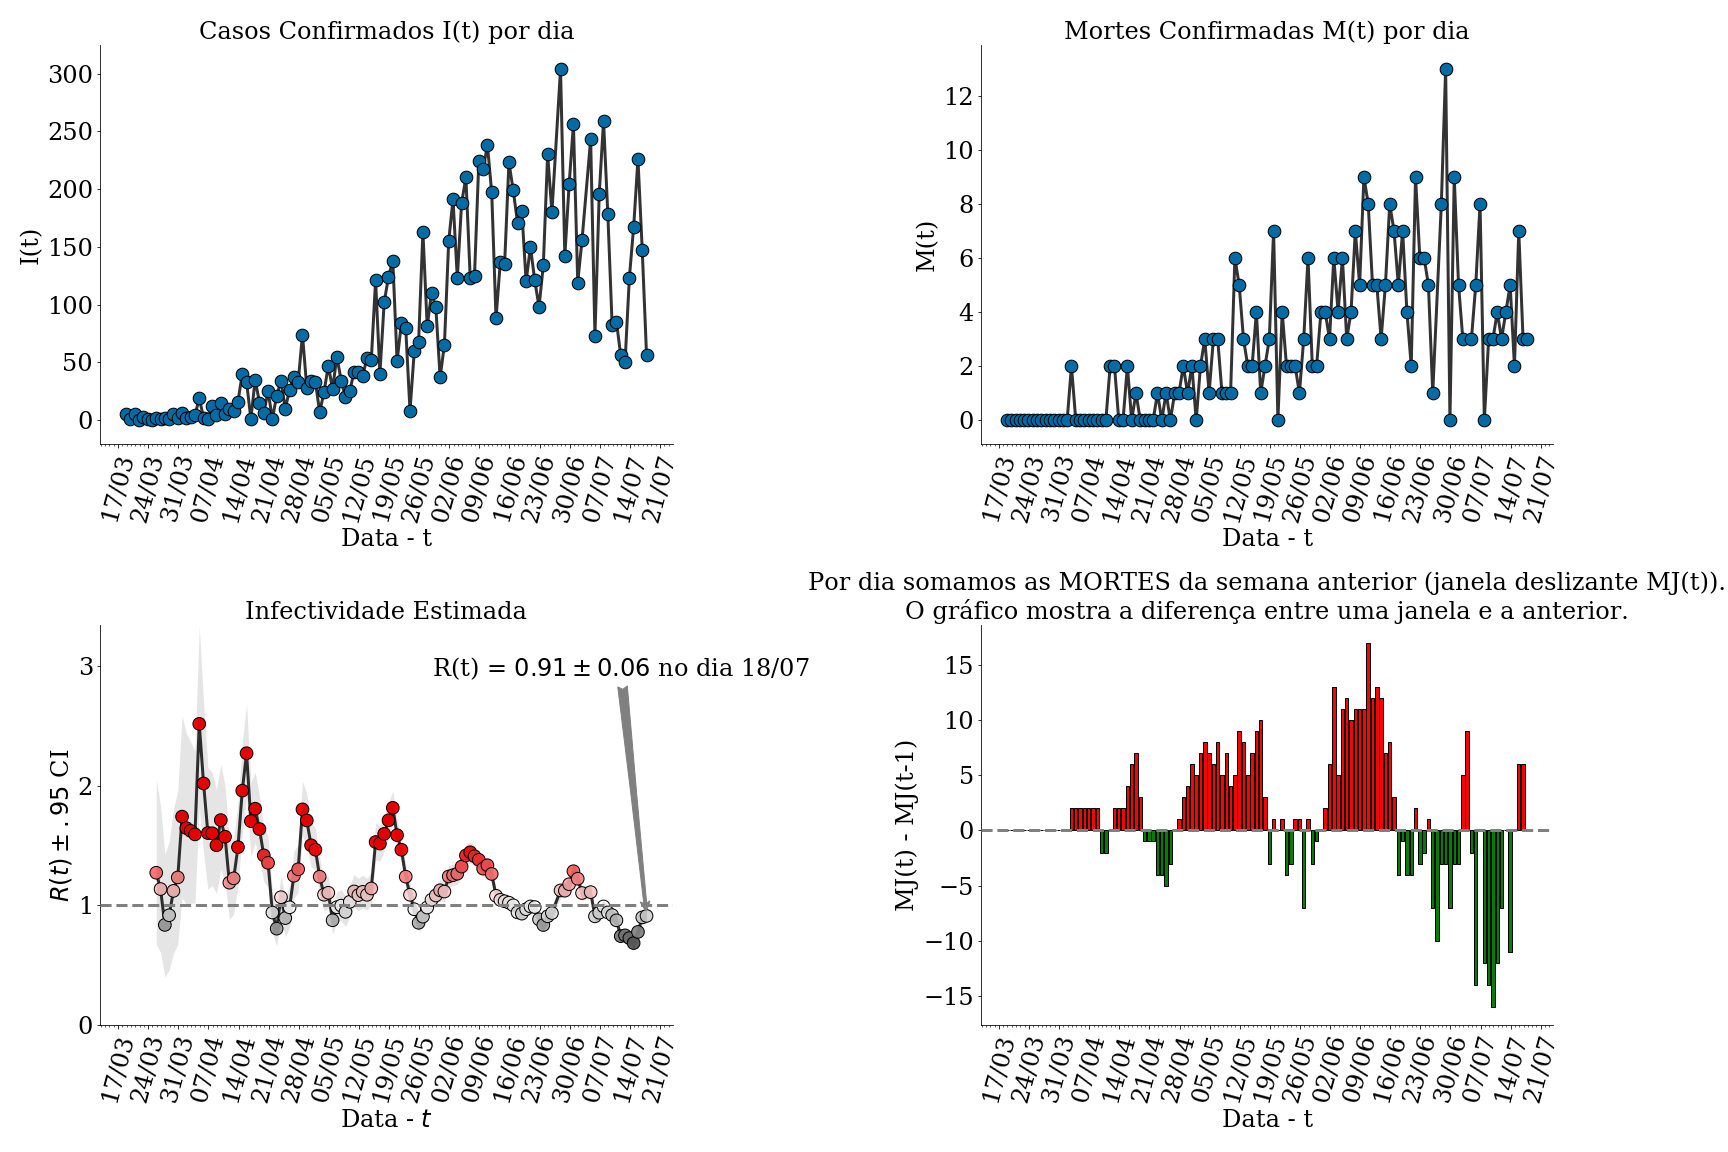 Casos Confirmados I(t) por dia
300
250
200
150
100
50
0
I(t)
17/03 24/03 31/03 07/04 14/04 21/04 28/04 05/05 12/05 19/05 26/05 02/06 09/06 16/06 23/06 30/06 07/07 14/07 21/07
Data - t
Mortes Confirmadas M(t) por dia
12
10
8
6
4
2
0
M(t)
17/03 24/03 31/03 07/04 14/04 21/04 28/04 05/05 12/05 19/05 26/05 02/06 09/06 16/06 23/06 30/06 07/07 14/07 21/07
Data - t
Infectividade Estimada
R(t) = 0.91 ± 0.06 no dia 18/07
3
2
1
0
R(t) ± .95 CI
17/03 24/03 31/03 07/04 14/04 21/04 28/04 05/05 12/05 19/05 26/05 02/06 09/06 16/06 23/06 30/06 07/07 14/07 21/07
Data - t
Por dia somamos as MORTES da semana anterior (janela deslizante MJ(t)).
O gráfico mostra a diferença entre uma janela e a anterior.
15
10
5
0
−5
−10
−15
MJ(t) - MJ(t-1)
17/03 24/03 31/03 07/04 14/04 21/04 28/04 05/05 12/05 19/05 26/05 02/06 09/06 16/06 23/06 30/06 07/07 14/07 21/07
Data - t